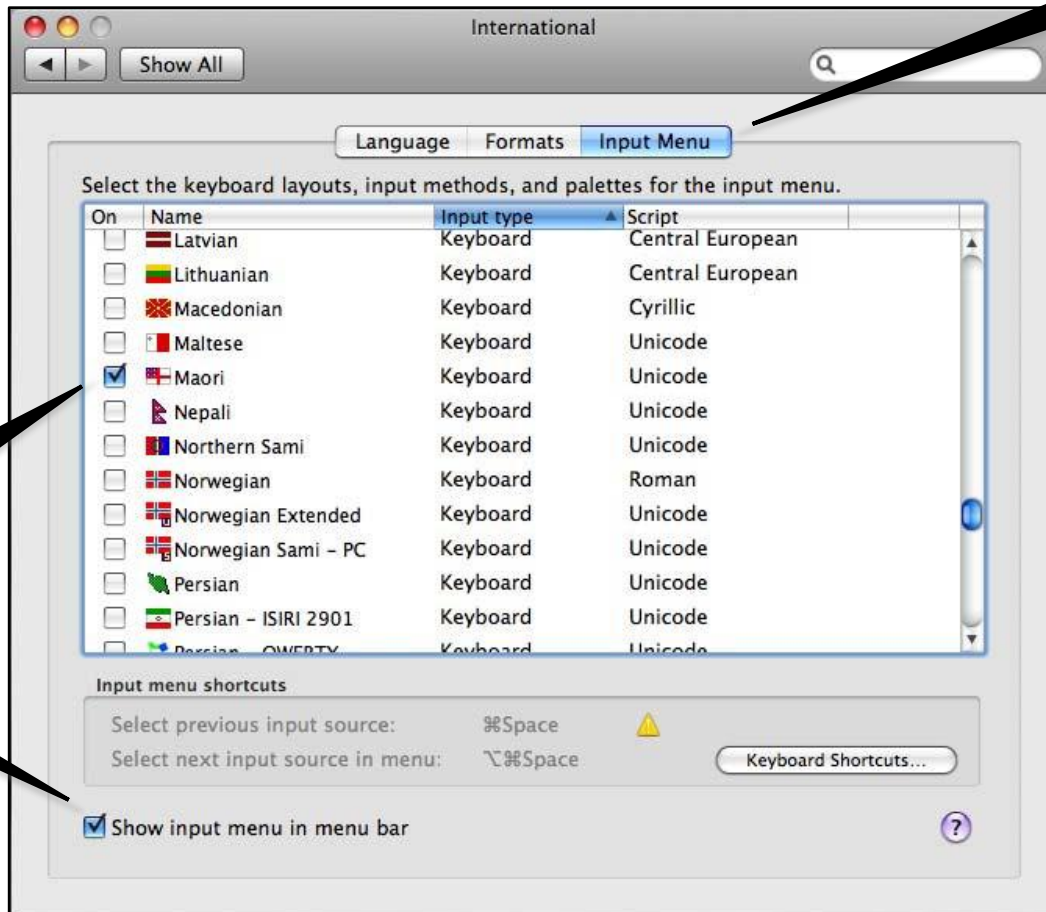 International
Show All
Language Formats Input Menu
Select the keyboard layouts, input methods, and palettes for the input menu.
On Name Input type Script
Latvian Keyboard Central European
Lithuanian Keyboard Central European
Macedonian Keyboard Cyrillic
Maltese Keyboard Unicode
Maori Keyboard Unicode
Nepali Keyboard Unicode
Northern Sami Keyboard Unicode
Norwegian Keyboard Roman
Norwegian Extended Keyboard Unicode
Norwegian Sami – PC Keyboard Unicode
Persian Keyboard Unicode
Persian – ISIRI 2901 Keyboard Unicode
Persian – QWERTY Keyboard Unicode
Input menu shortcuts
Select previous input source: ⌘Space
Select next input source in menu: ⌥⌘Space Keyboard Shortcuts...
Show input menu in menu bar ?